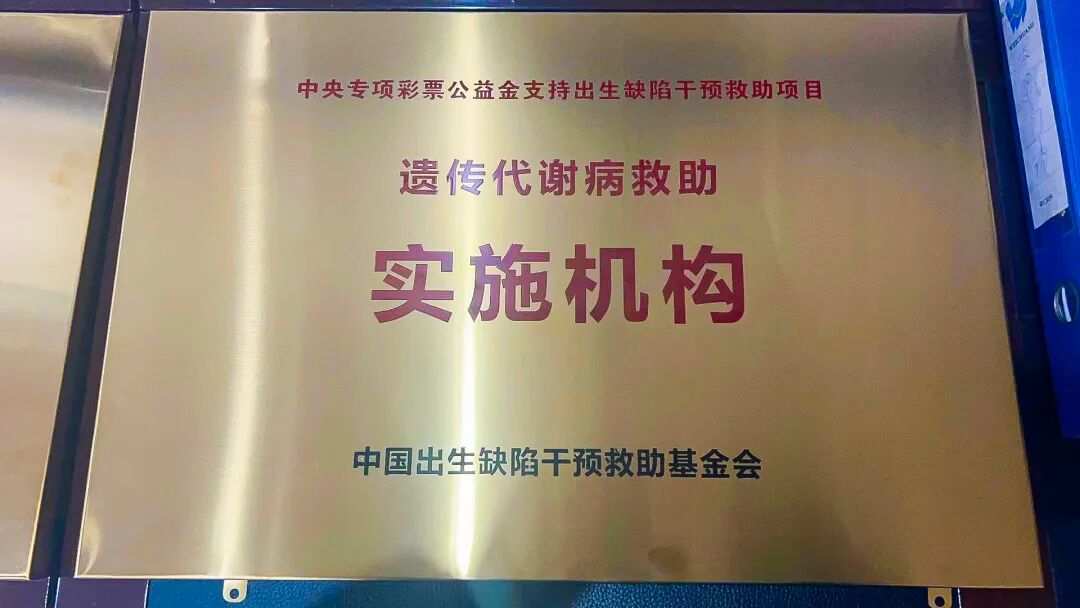 中央专项彩票公益金支持出生缺陷干预救助项目
遗传代谢病救助
实施机构
中国出生缺陷干预救助基金会